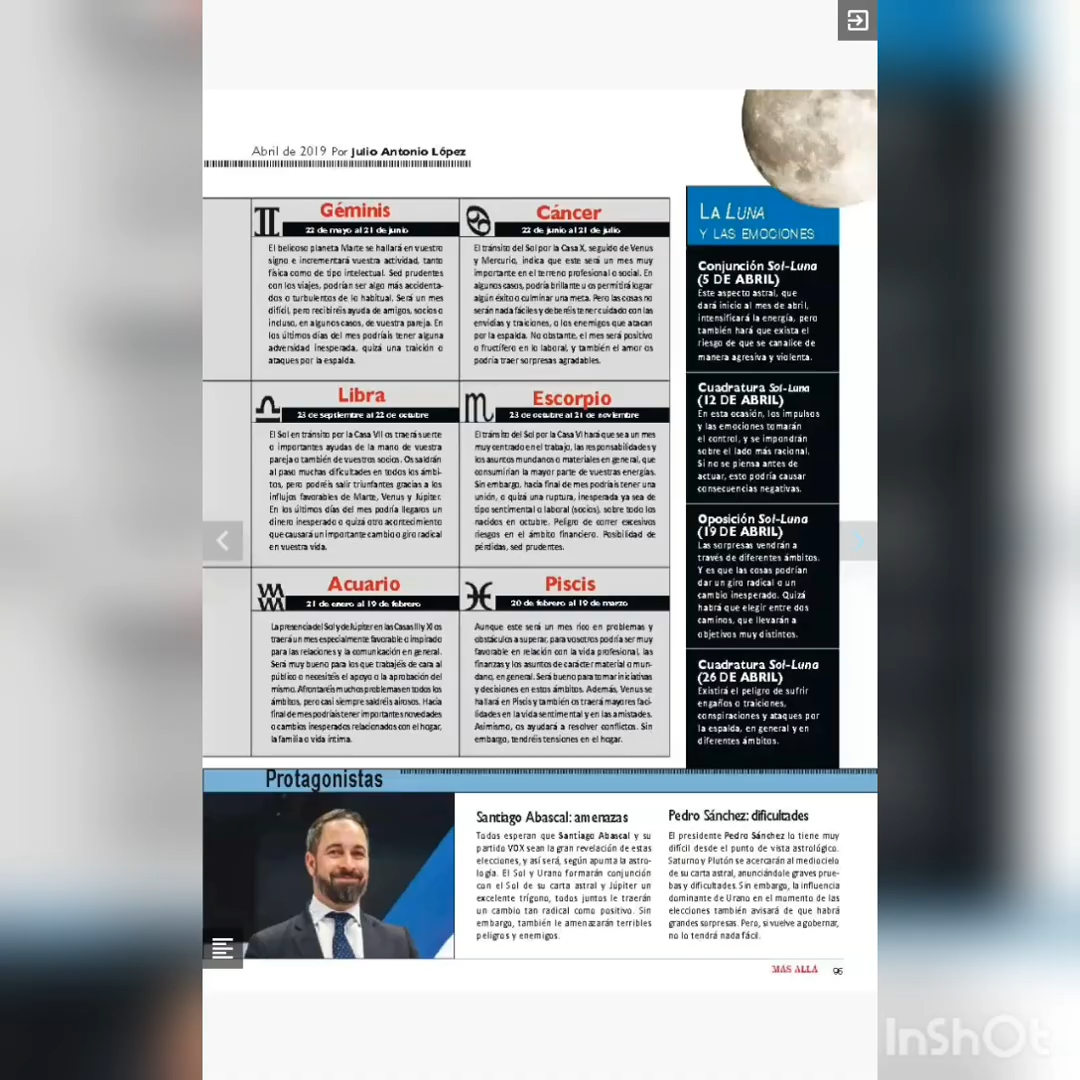 Abril de 2019 Por Julio Antonio López
Géminis
22 de mayo al 21 de junio
El belicoso planeta Marte se hallará en vuestro
signo e incrementará vuestra actividad, tanto
física como de tipo intelectual. Sed prudentes
con los viajes, podrían ser algo más accidenta-
dos o turbulentos de lo habitual. Será un mes
difícil, pero recibiréis ayuda de amigos, socios o
incluso, en algunos casos, de vuestra pareja. En
los últimos días del mes podríais tener alguna
adversidad inesperada, quizá una traición o
ataques por la espalda.
Cáncer
22 de junio al 21 de julio
El tránsito del Sol por la Casa X, seguido de Venus
y Mercurio, indica que este será un mes muy
importante en el terreno profesional o social. En
algunos casos, podría brillante u os permitirá lograr
algún éxito o culminar una meta. Pero las cosas no
serán nada fáciles y deberéis tener cuidado con las
envidias y traiciones, o los enemigos que atacan
por la espalda. No obstante, el mes será positivo
o fructífero en lo laboral, y también el amor os
podría traer sorpresas agradables.
Libra
23 de septiembre al 22 de octubre
El Sol en tránsito por la Casa VII os traerá suerte
o importantes ayudas de la mano de vuestra
pareja o también de vuestros socios. Os saldrán
al paso muchas dificultades en todos los ámbi-
tos, pero podréis salir triunfantes gracias a los
influjos favorables de Marte, Venus y Júpiter.
En los últimos días del mes podría llegaros un
dinero inesperado o quizá otro acontecimiento
que causará un importante cambio o giro radical
en vuestra vida.
Escorpio
23 de octubre al 21 de noviembre
El tránsito del Sol por la Casa VI hará que sea un mes
muy centrado en el trabajo, las responsabilidades y
los asuntos mundanos o materiales en general, que
consumirían la mayor parte de vuestras energías.
Sin embargo, hacia final de mes podríais tener una
unión, o quizá una ruptura, inesperada ya sea de
tipo sentimental o laboral (socios), sobre todo los
nacidos en octubre. Peligro de correr excesivos
riesgos en el ámbito financiero. Posibilidad de
pérdidas, sed prudentes.
Acuario
21 de enero al 19 de febrero
La presencia del Sol y de Júpiter en las Casas III y XI os
traerá un mes especialmente favorable o inspirado
para las relaciones y la comunicación en general.
Será muy bueno para los que trabajéis de cara al
público o necesitéis el apoyo o la aprobación del
mismo. Afrontaréis muchos problemas en todos los
ámbitos, pero casi siempre saldréis airosos. Hacia
final de mes podríais tener importantes novedades
o cambios inesperados relacionados con el hogar,
la familia o vida íntima.
Piscis
20 de febrero al 19 de marzo
Aunque este será un mes rico en problemas y
obstáculos a superar, para vosotros podría ser muy
favorable en relación con la vida profesional, las
finanzas y los asuntos de carácter material o mun-
dano, en general. Será bueno para tomar iniciativas
y decisiones en estos ámbitos. Además, Venus se
hallará en Piscis y también os traerá mayores faci-
lidades en la vida sentimental y en las amistades.
Asimismo, os ayudará a resolver conflictos. Sin
embargo, tendréis tensiones en el hogar.
LA LUNA
Y LAS EMOCIONES
Conjunción Sol-Luna
(5 DE ABRIL)
Este aspecto astral, que
dará inicio al mes de abril,
intensificará la energía, pero
también hará que exista el
riesgo de que se canalice de
manera agresiva y violenta.
Cuadratura Sol-Luna
(12 DE ABRIL)
En esta ocasión, los impulsos
y las emociones tomarán
el control, y se impondrán
sobre el lado más racional.
Si no se piensa antes de
actuar, esto podría causar
consecuencias negativas.
Oposición Sol-Luna
(19 DE ABRIL)
Las sorpresas vendrán a
través de diferentes ámbitos.
Y es que las cosas podrían
dar un giro radical o un
cambio inesperado. Quizá
habrá que elegir entre dos
caminos, que llevarán a
objetivos muy distintos.
Cuadratura Sol-Luna
(26 DE ABRIL)
Existirá el peligro de sufrir
engaños o traiciones,
conspiraciones y ataques por
la espalda, en general y en
diferentes ámbitos.
Protagonistas
Santiago Abascal: amenazas
Todos esperan que Santiago Abascal y su
partido VOX sean la gran revelación de estas
elecciones, y así será, según apunta la astro-
logía. El Sol y Urano formarán conjunción
con el Sol de su carta astral y Júpiter un
excelente trígono, todos juntos le traerán
un cambio tan radical como positivo. Sin
embargo, también le amenazarán terribles
peligros y enemigos.
Pedro Sánchez: dificultades
El presidente Pedro Sánchez lo tiene muy
difícil desde el punto de vista astrológico.
Saturno y Plutón se acercarán al mediocielo
de su carta astral, anunciándole graves prue-
bas y dificultades. Sin embargo, la influencia
dominante de Urano en el momento de las
elecciones también avisará de que habrá
grandes sorpresas. Pero, si vuelve a gobernar,
no lo tendrá nada fácil.
MÁS ALLÁ 95
InShOt